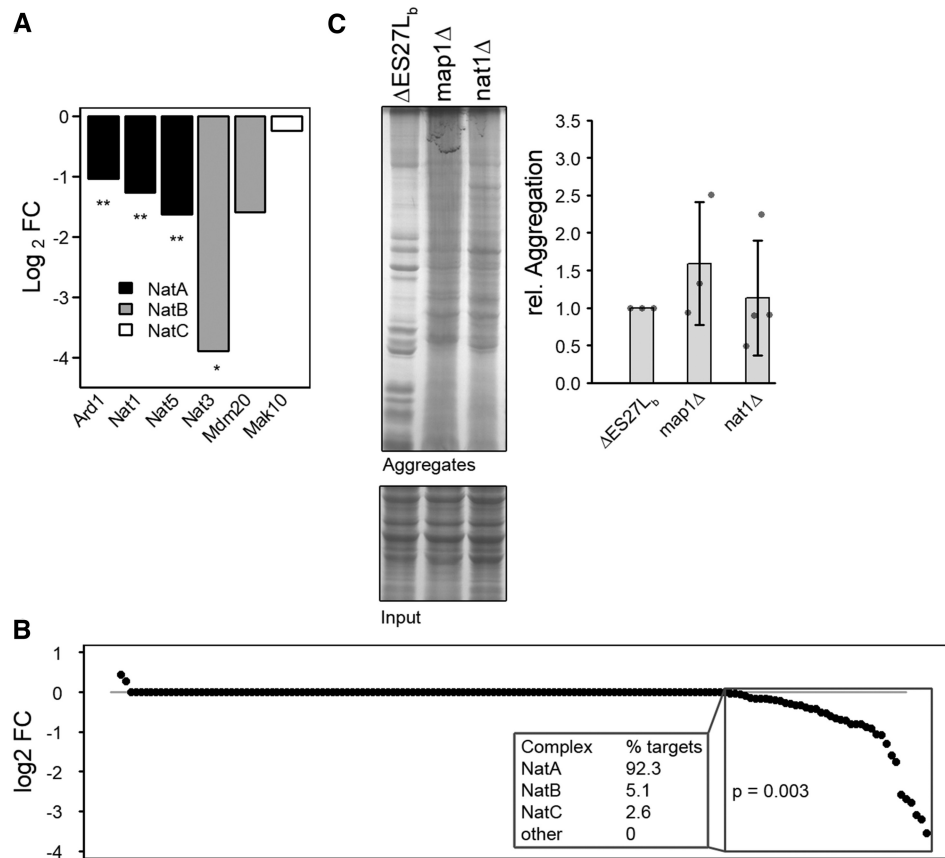 A
Log 2 FC
0
-1
-2
-3
-4
**
**
**
*
NatA
NatB
NatC
Ard1
Nat1
Nat5
Nat3
Mdm20
Mak10
C
ΔES27Lb
map1Δ
nat1Δ
Aggregates
Input
rel. Aggregation
3.5
3.0
2.5
2.0
1.5
1.0
0.5
0.0
ΔES27Lb
map1Δ
nat1Δ
B
log2 FC
1
0
-1
-2
-3
-4
Complex % targets
NatA 92.3
NatB 5.1
NatC 2.6
other 0
p = 0.003